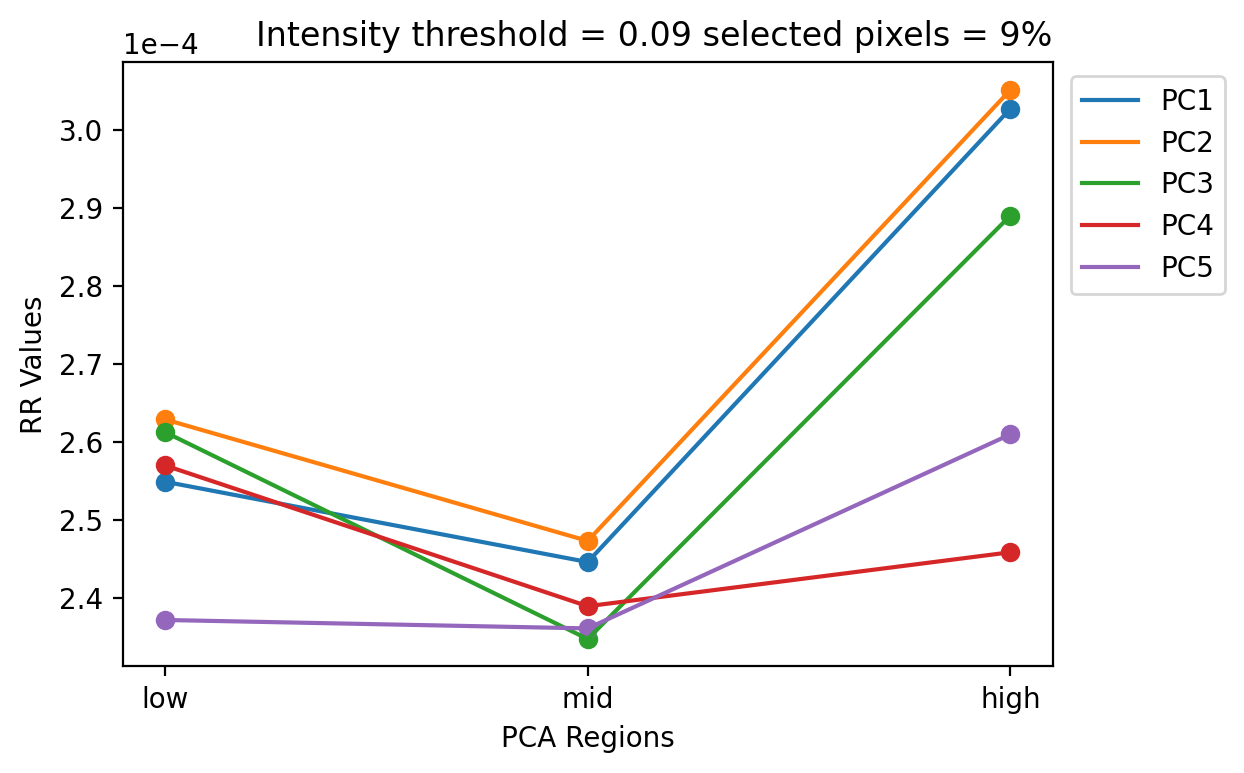 Intensity threshold = 0.09 selected pixels = 9%
1e−4
3.0
2.9
2.8
2.7
2.6
2.5
2.4
RR Values
low mid high
PCA Regions
PC1
PC2
PC3
PC4
PC5